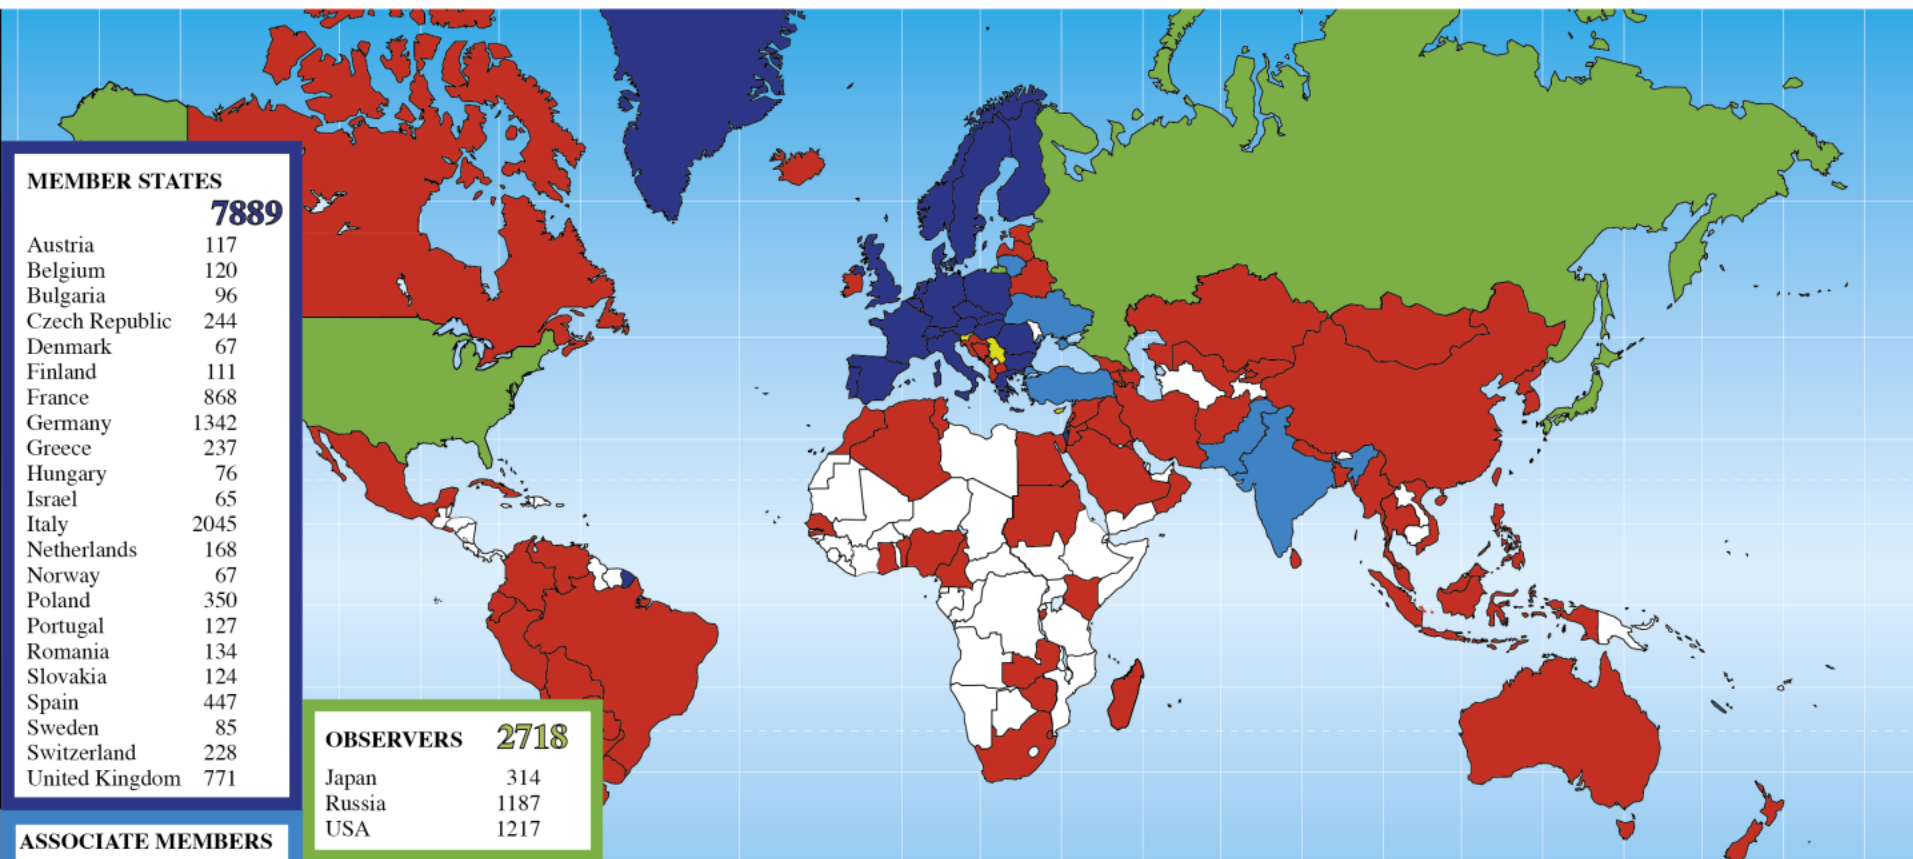 MEMBER STATES
7889
Austria 117
Belgium 120
Bulgaria 96
Czech Republic 244
Denmark 67
Finland 111
France 868
Germany 1342
Greece 237
Hungary 76
Israel 65
Italy 2045
Netherlands 168
Norway 67
Poland 350
Portugal 127
Romania 134
Slovakia 124
Spain 447
Sweden 85
Switzerland 228
United Kingdom 771
ASSOCIATE MEMBERS
OBSERVERS 2718
Japan 314
Russia 1187
USA 1217